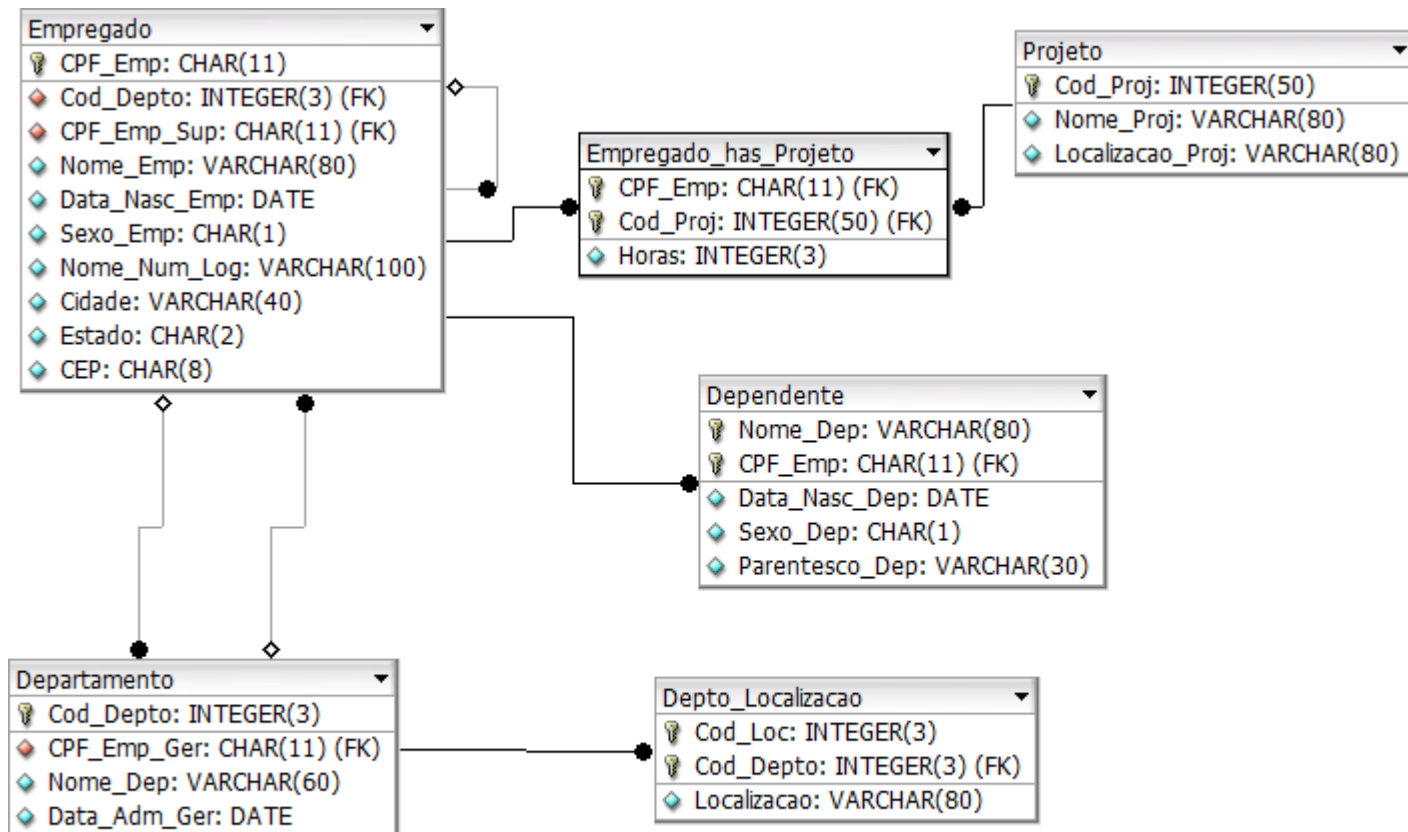 Empregado
CPF_Emp: CHAR(11)
Cod_Depto: INTEGER(3) (FK)
CPF_Emp_Sup: CHAR(11) (FK)
Nome_Emp: VARCHAR(80)
Data_Nasc_Emp: DATE
Sexo_Emp: CHAR(1)
Nome_Num_Log: VARCHAR(100)
Cidade: VARCHAR(40)
Estado: CHAR(2)
CEP: CHAR(8)
Empregado_has_Projeto
CPF_Emp: CHAR(11) (FK)
Cod_Proj: INTEGER(50) (FK)
Horas: INTEGER(3)
Projeto
Cod_Proj: INTEGER(50)
Nome_Proj: VARCHAR(80)
Localizacao_Proj: VARCHAR(80)
Dependente
Nome_Dep: VARCHAR(80)
CPF_Emp: CHAR(11) (FK)
Data_Nasc_Dep: DATE
Sexo_Dep: CHAR(1)
Parentesco_Dep: VARCHAR(30)
Departamento
Cod_Depto: INTEGER(3)
CPF_Emp_Ger: CHAR(11) (FK)
Nome_Dep: VARCHAR(60)
Data_Adm_Ger: DATE
Depto_Localizacao
Cod_Loc: INTEGER(3)
Cod_Depto: INTEGER(3) (FK)
Localizacao: VARCHAR(80)